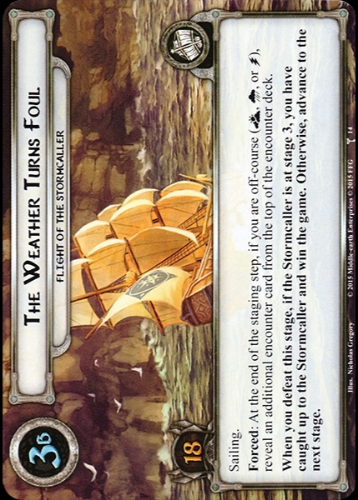 3B
THE WEATHER TURNS FOUL
FLIGHT OF THE STORMCALLER
18
Sailing.
Forced: At the end of the staging step, if you are off-course ( , , or ),
reveal an additional encounter card from the top of the encounter deck.
When you defeat this stage, if the Stormcaller is at stage 3, you have
caught up to the Stormcaller and win the game. Otherwise, advance to the
next stage.
Illus. Nicholas Gregory © 2015 Middle-earth Enterprises © 2015 FFG 14